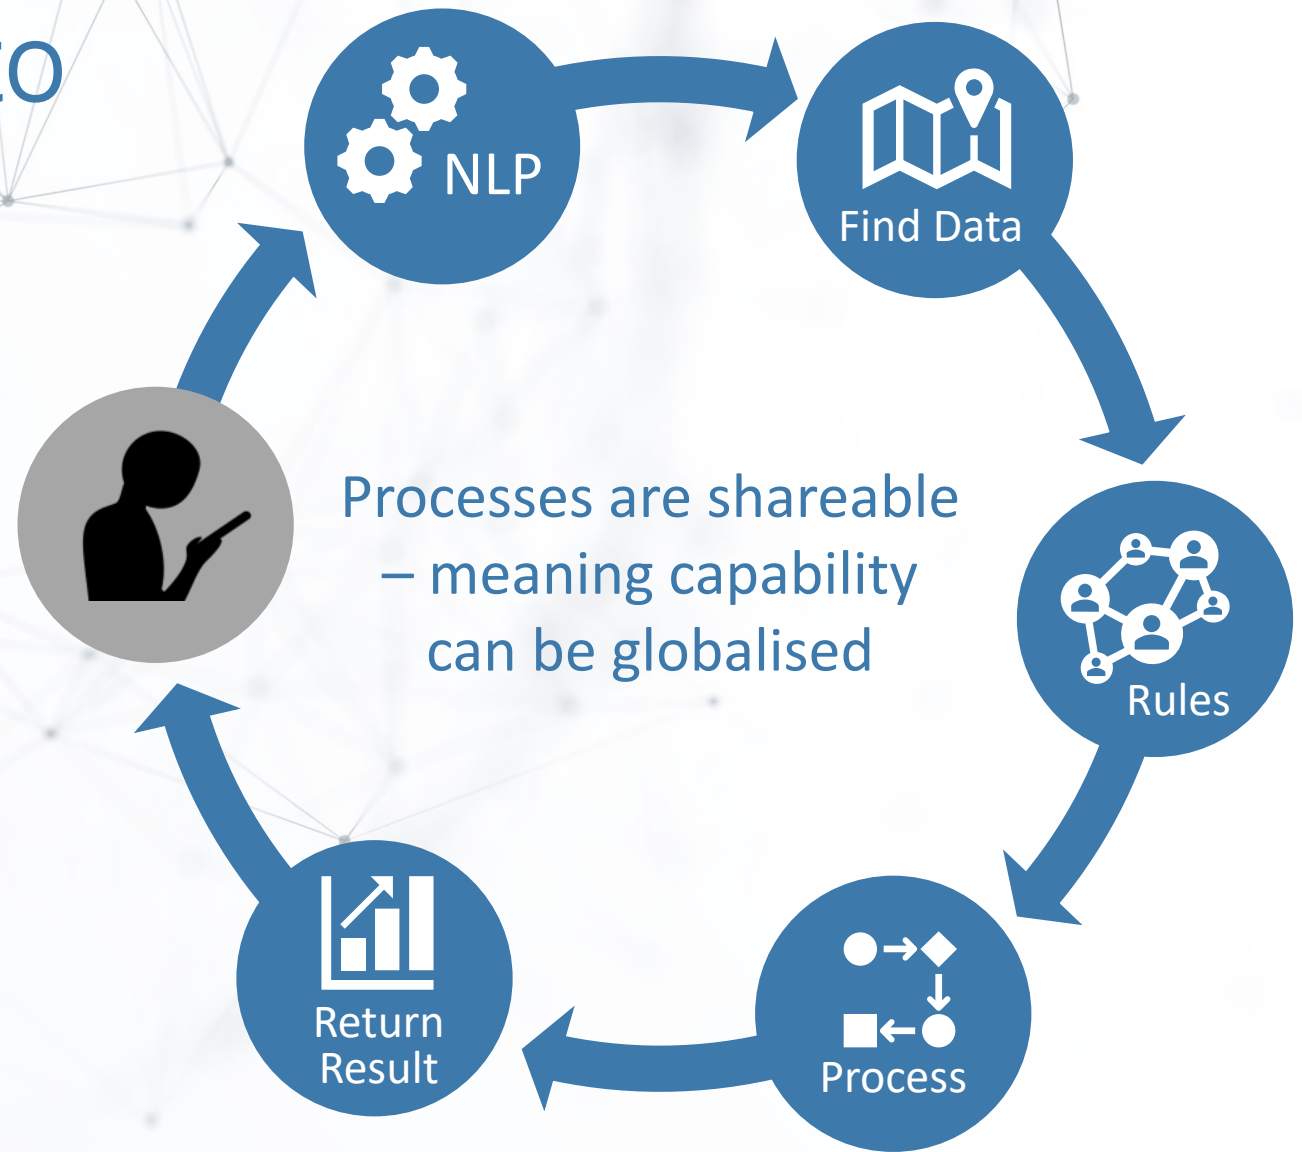 NLP
Find Data
Processes are shareable
– meaning capability
can be globalised
Rules
Return
Result
Process